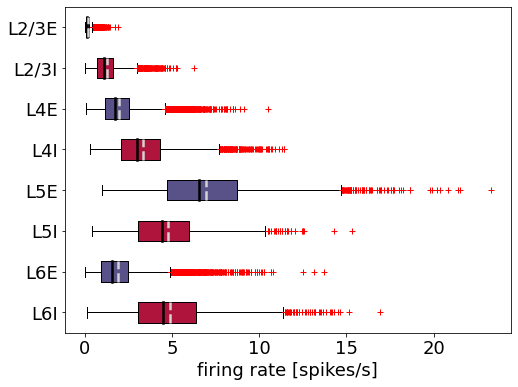 L2/3E
L2/3I
L4E
L4I
L5E
L5I
L6E
L6I
0 5 10 15 20
firing rate [spikes/s]